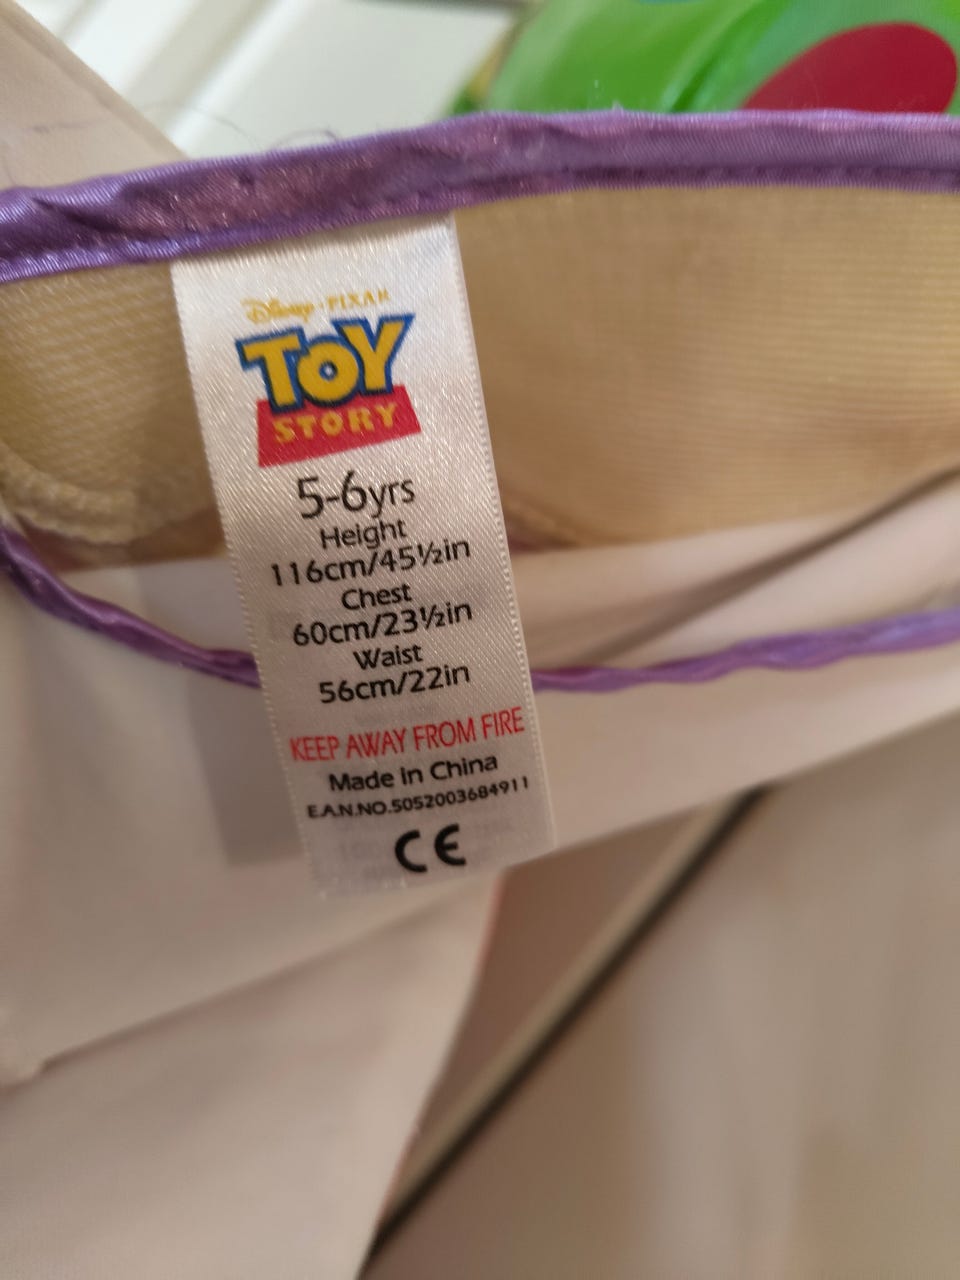 Disney · PIXAR
TOY
STORY
5-6yrs
Height
116cm/45½in
Chest
60cm/23½in
Waist
56cm/22in
KEEP AWAY FROM FIRE
Made in China
E.A.N.NO.5052003684911
CE